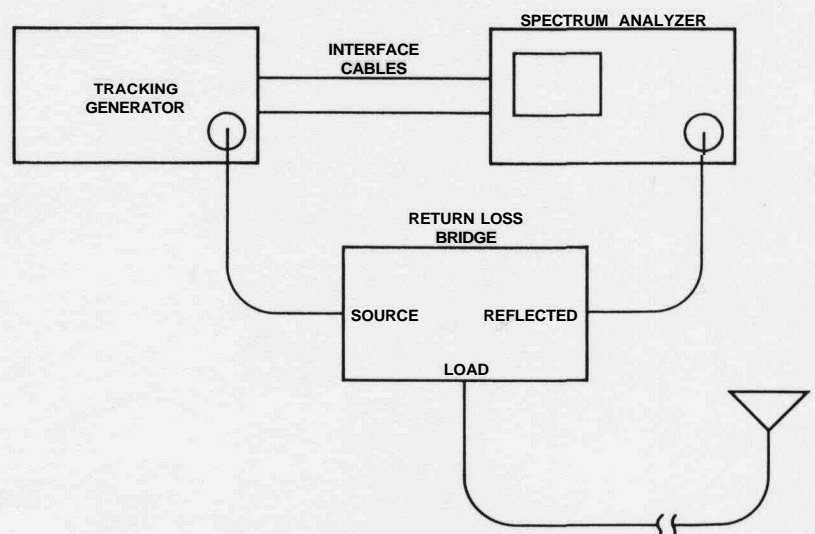 SPECTRUM ANALYZER
INTERFACE
CABLES
TRACKING
GENERATOR
RETURN LOSS
BRIDGE
SOURCE
REFLECTED
LOAD